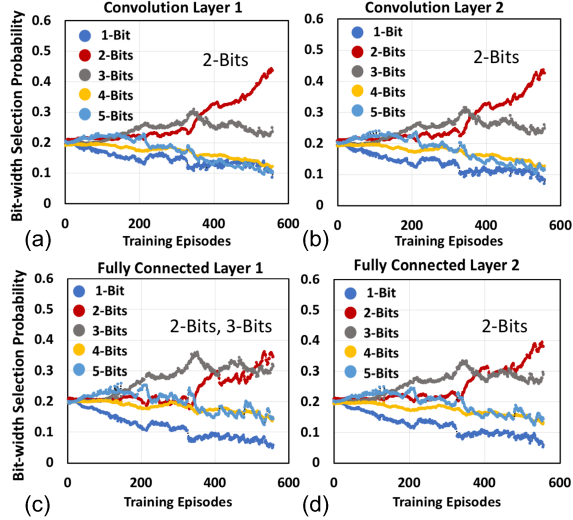 Convolution Layer 1
Bit-width Selection Probability
0.6
0.5
0.4
0.3
0.2
0.1
0
1-Bit
2-Bits
3-Bits
4-Bits
5-Bits
2-Bits
0 200 400 600
(a) Training Episodes
Convolution Layer 2
0.6
0.5
0.4
0.3
0.2
0.1
0
1-Bit
2-Bits
3-Bits
4-Bits
5-Bits
2-Bits
0 200 400 600
(b) Training Episodes
Fully Connected Layer 1
Bit-width Selection Probability
0.6
0.5
0.4
0.3
0.2
0.1
0
1-Bit
2-Bits
3-Bits
4-Bits
5-Bits
2-Bits, 3-Bits
0 200 400 600
(c) Training Episodes
Fully Connected Layer 2
0.6
0.5
0.4
0.3
0.2
0.1
0
1-Bit
2-Bits
3-Bits
4-Bits
5-Bits
2-Bits
0 200 400 600
(d) Training Episodes